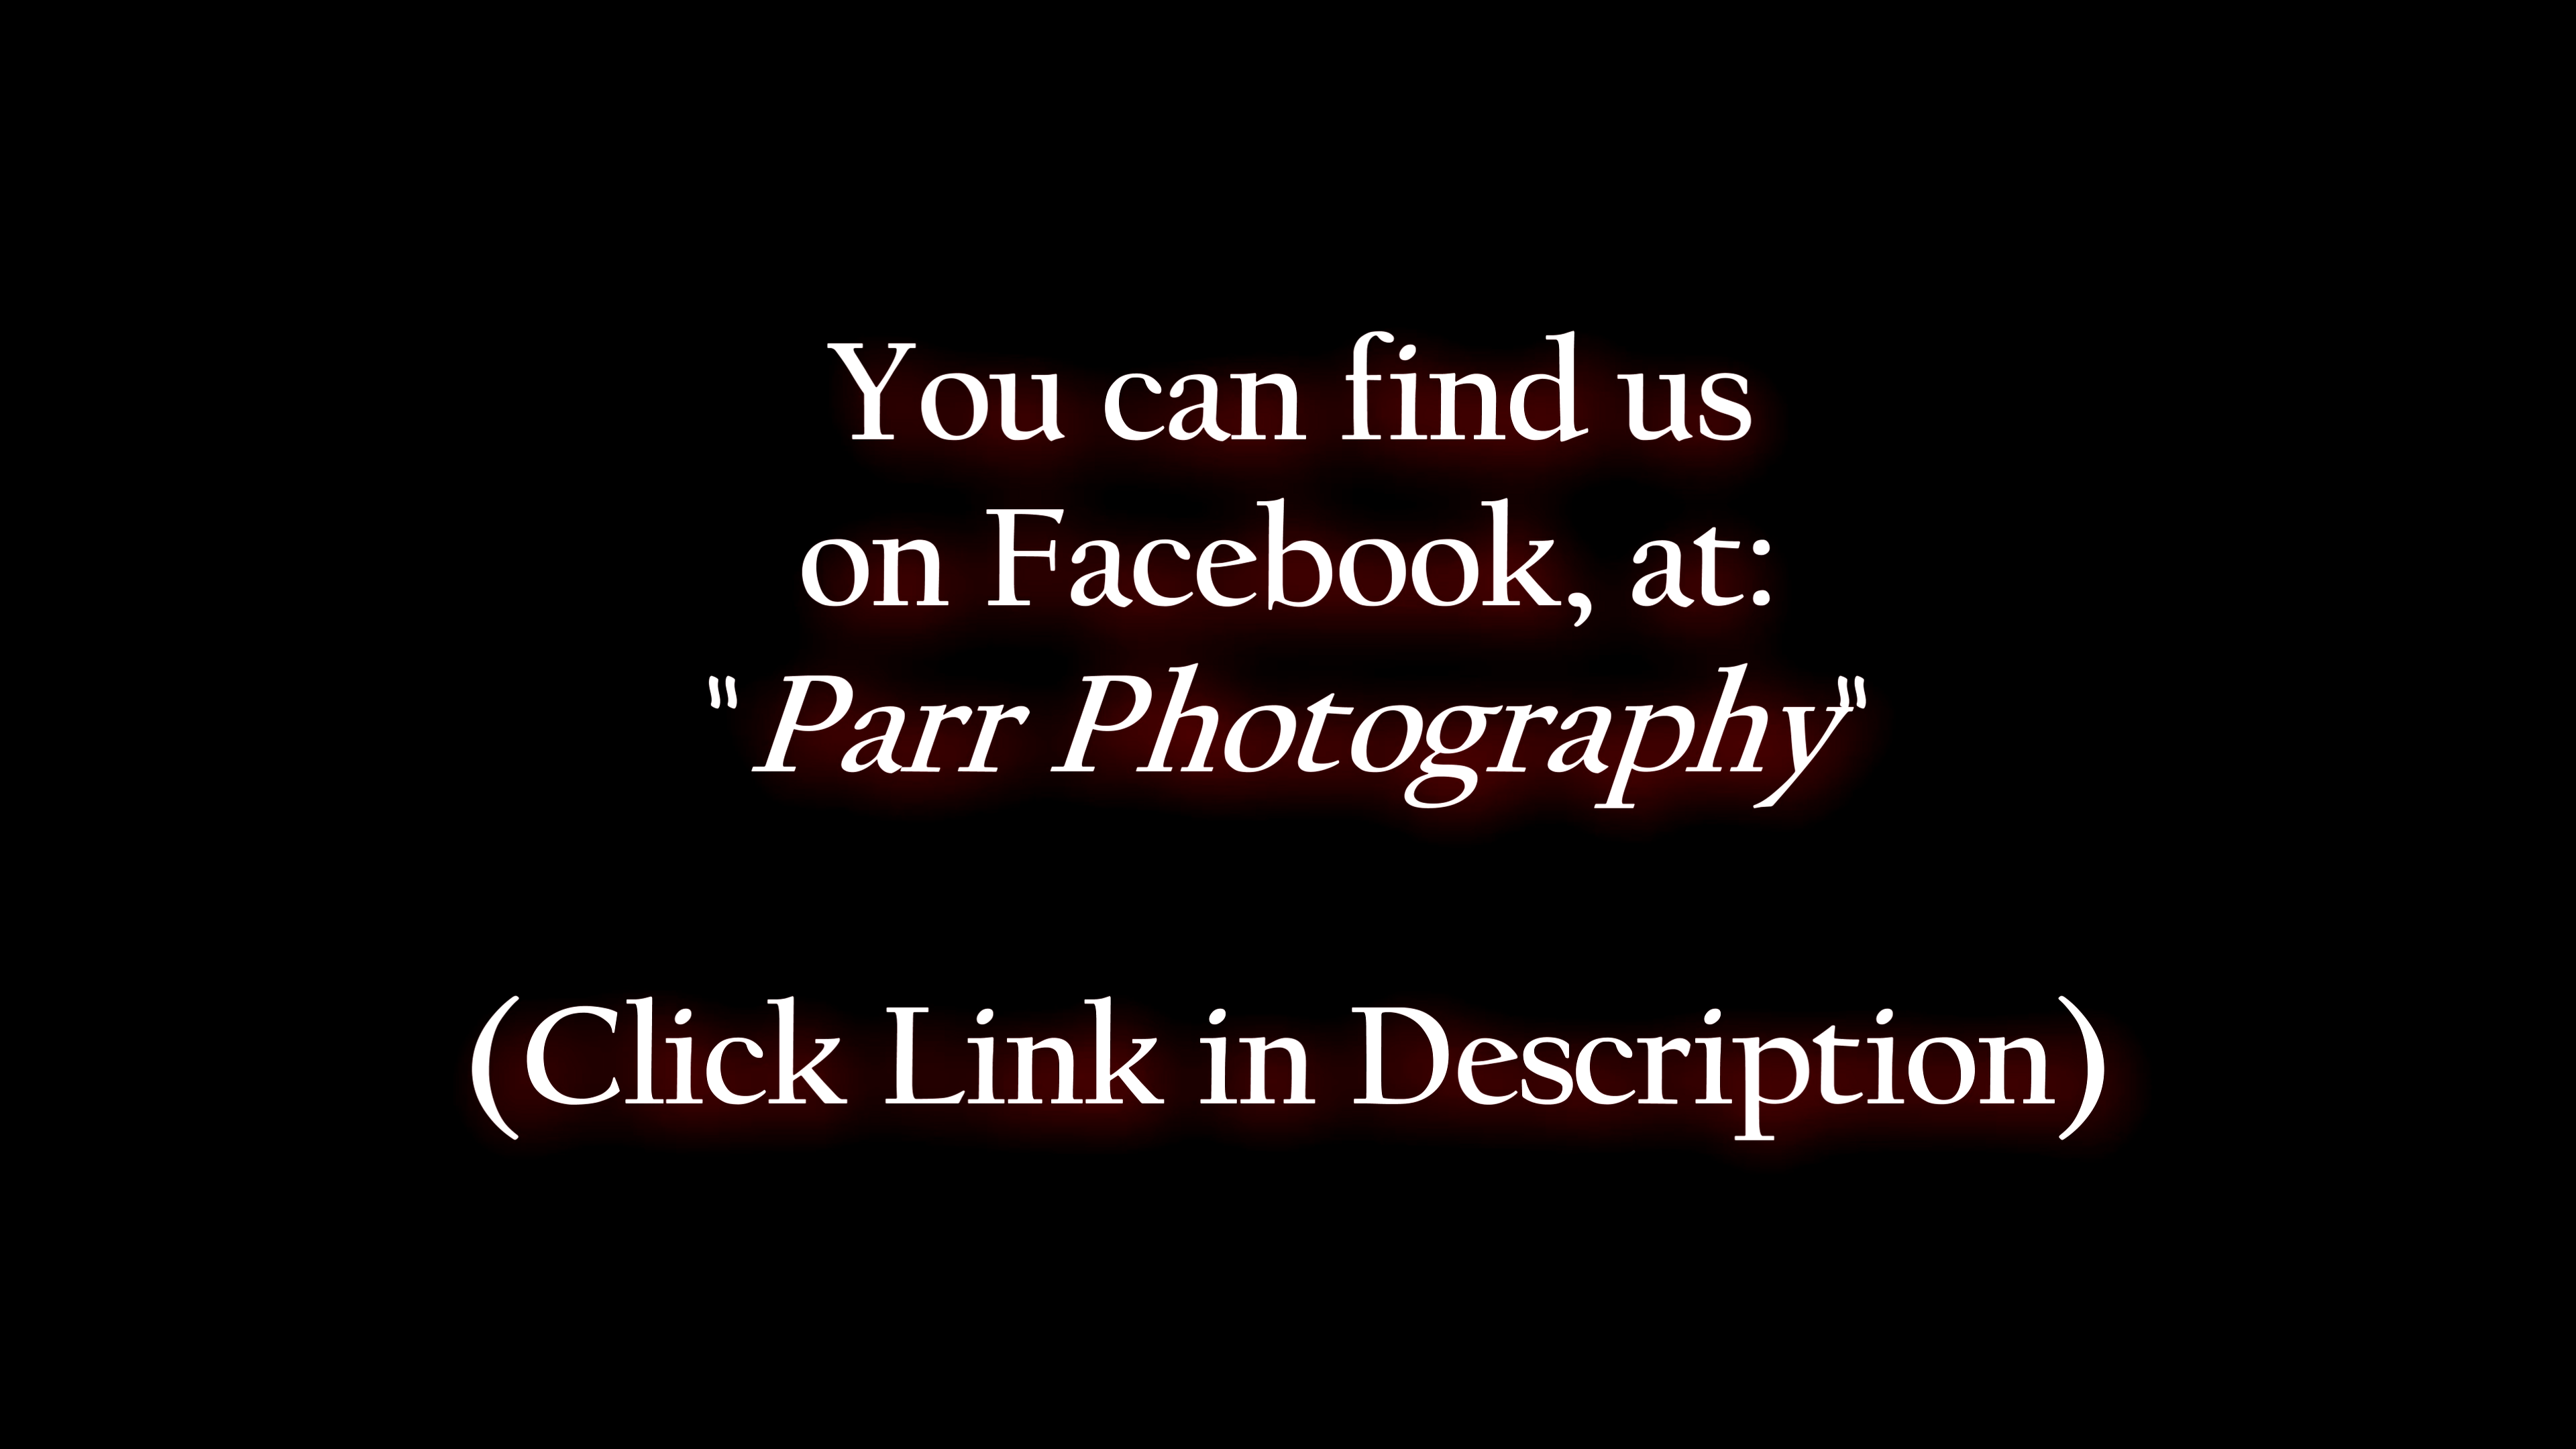 You can find us
on Facebook, at:
"Parr Photography"
(Click Link in Description)